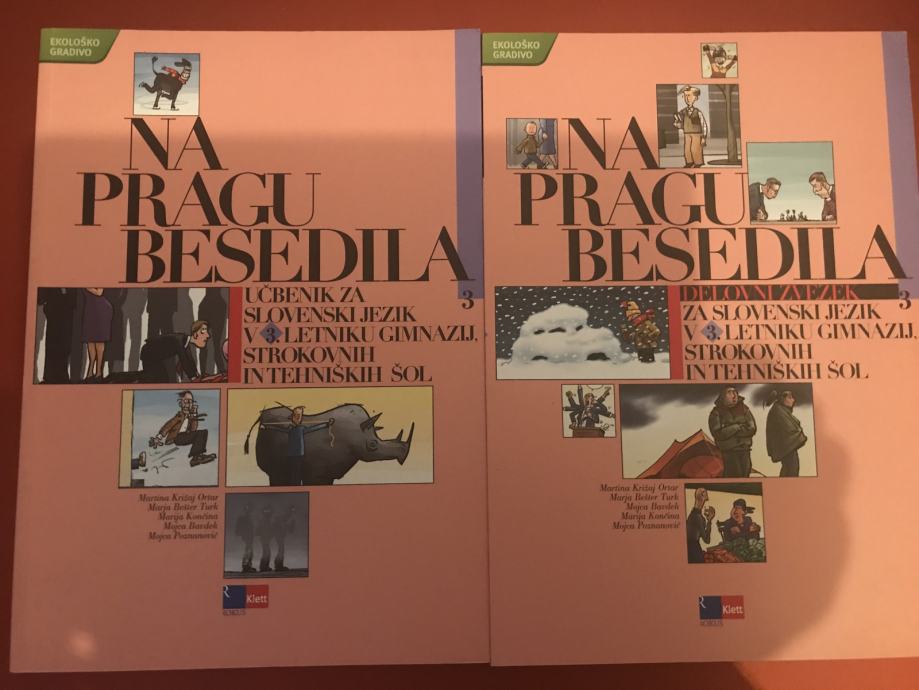 EKOLOŠKO
GRADIVO
NA
PRAGU
BESEDILA
3
UČBENIK ZA
SLOVENSKI JEZIK
V 3. LETNIKU GIMNAZIJ,
STROKOVNIH
IN TEHNIŠKIH ŠOL
Martina Križaj Ortar
Marja Bešter Turk
Marija Končina
Mojca Bavdek
Mojca Poznanovič
R Klett
ROKUS
EKOLOŠKO
GRADIVO
NA
PRAGU
BESEDILA
3
DELOVNI ZVEZEK
ZA SLOVENSKI JEZIK
V 3. LETNIKU GIMNAZIJ,
STROKOVNIH
IN TEHNIŠKIH ŠOL
Martina Križaj Ortar
Marja Bešter Turk
Mojca Bavdek
Marija Končina
Mojca Poznanovič
R Klett
ROKUS